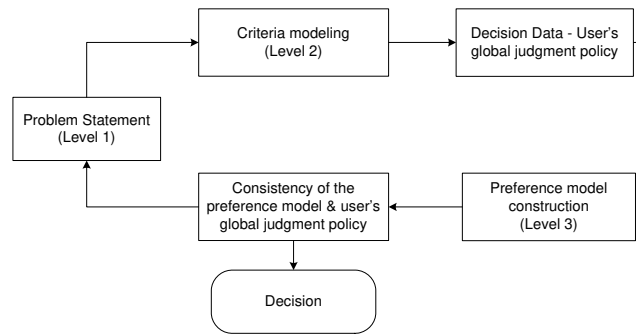 Criteria modeling
(Level 2)
Decision Data - User's
global judgment policy
Problem Statement
(Level 1)
Consistency of the
preference model & user's
global judgment policy
Preference model
construction
(Level 3)
Decision